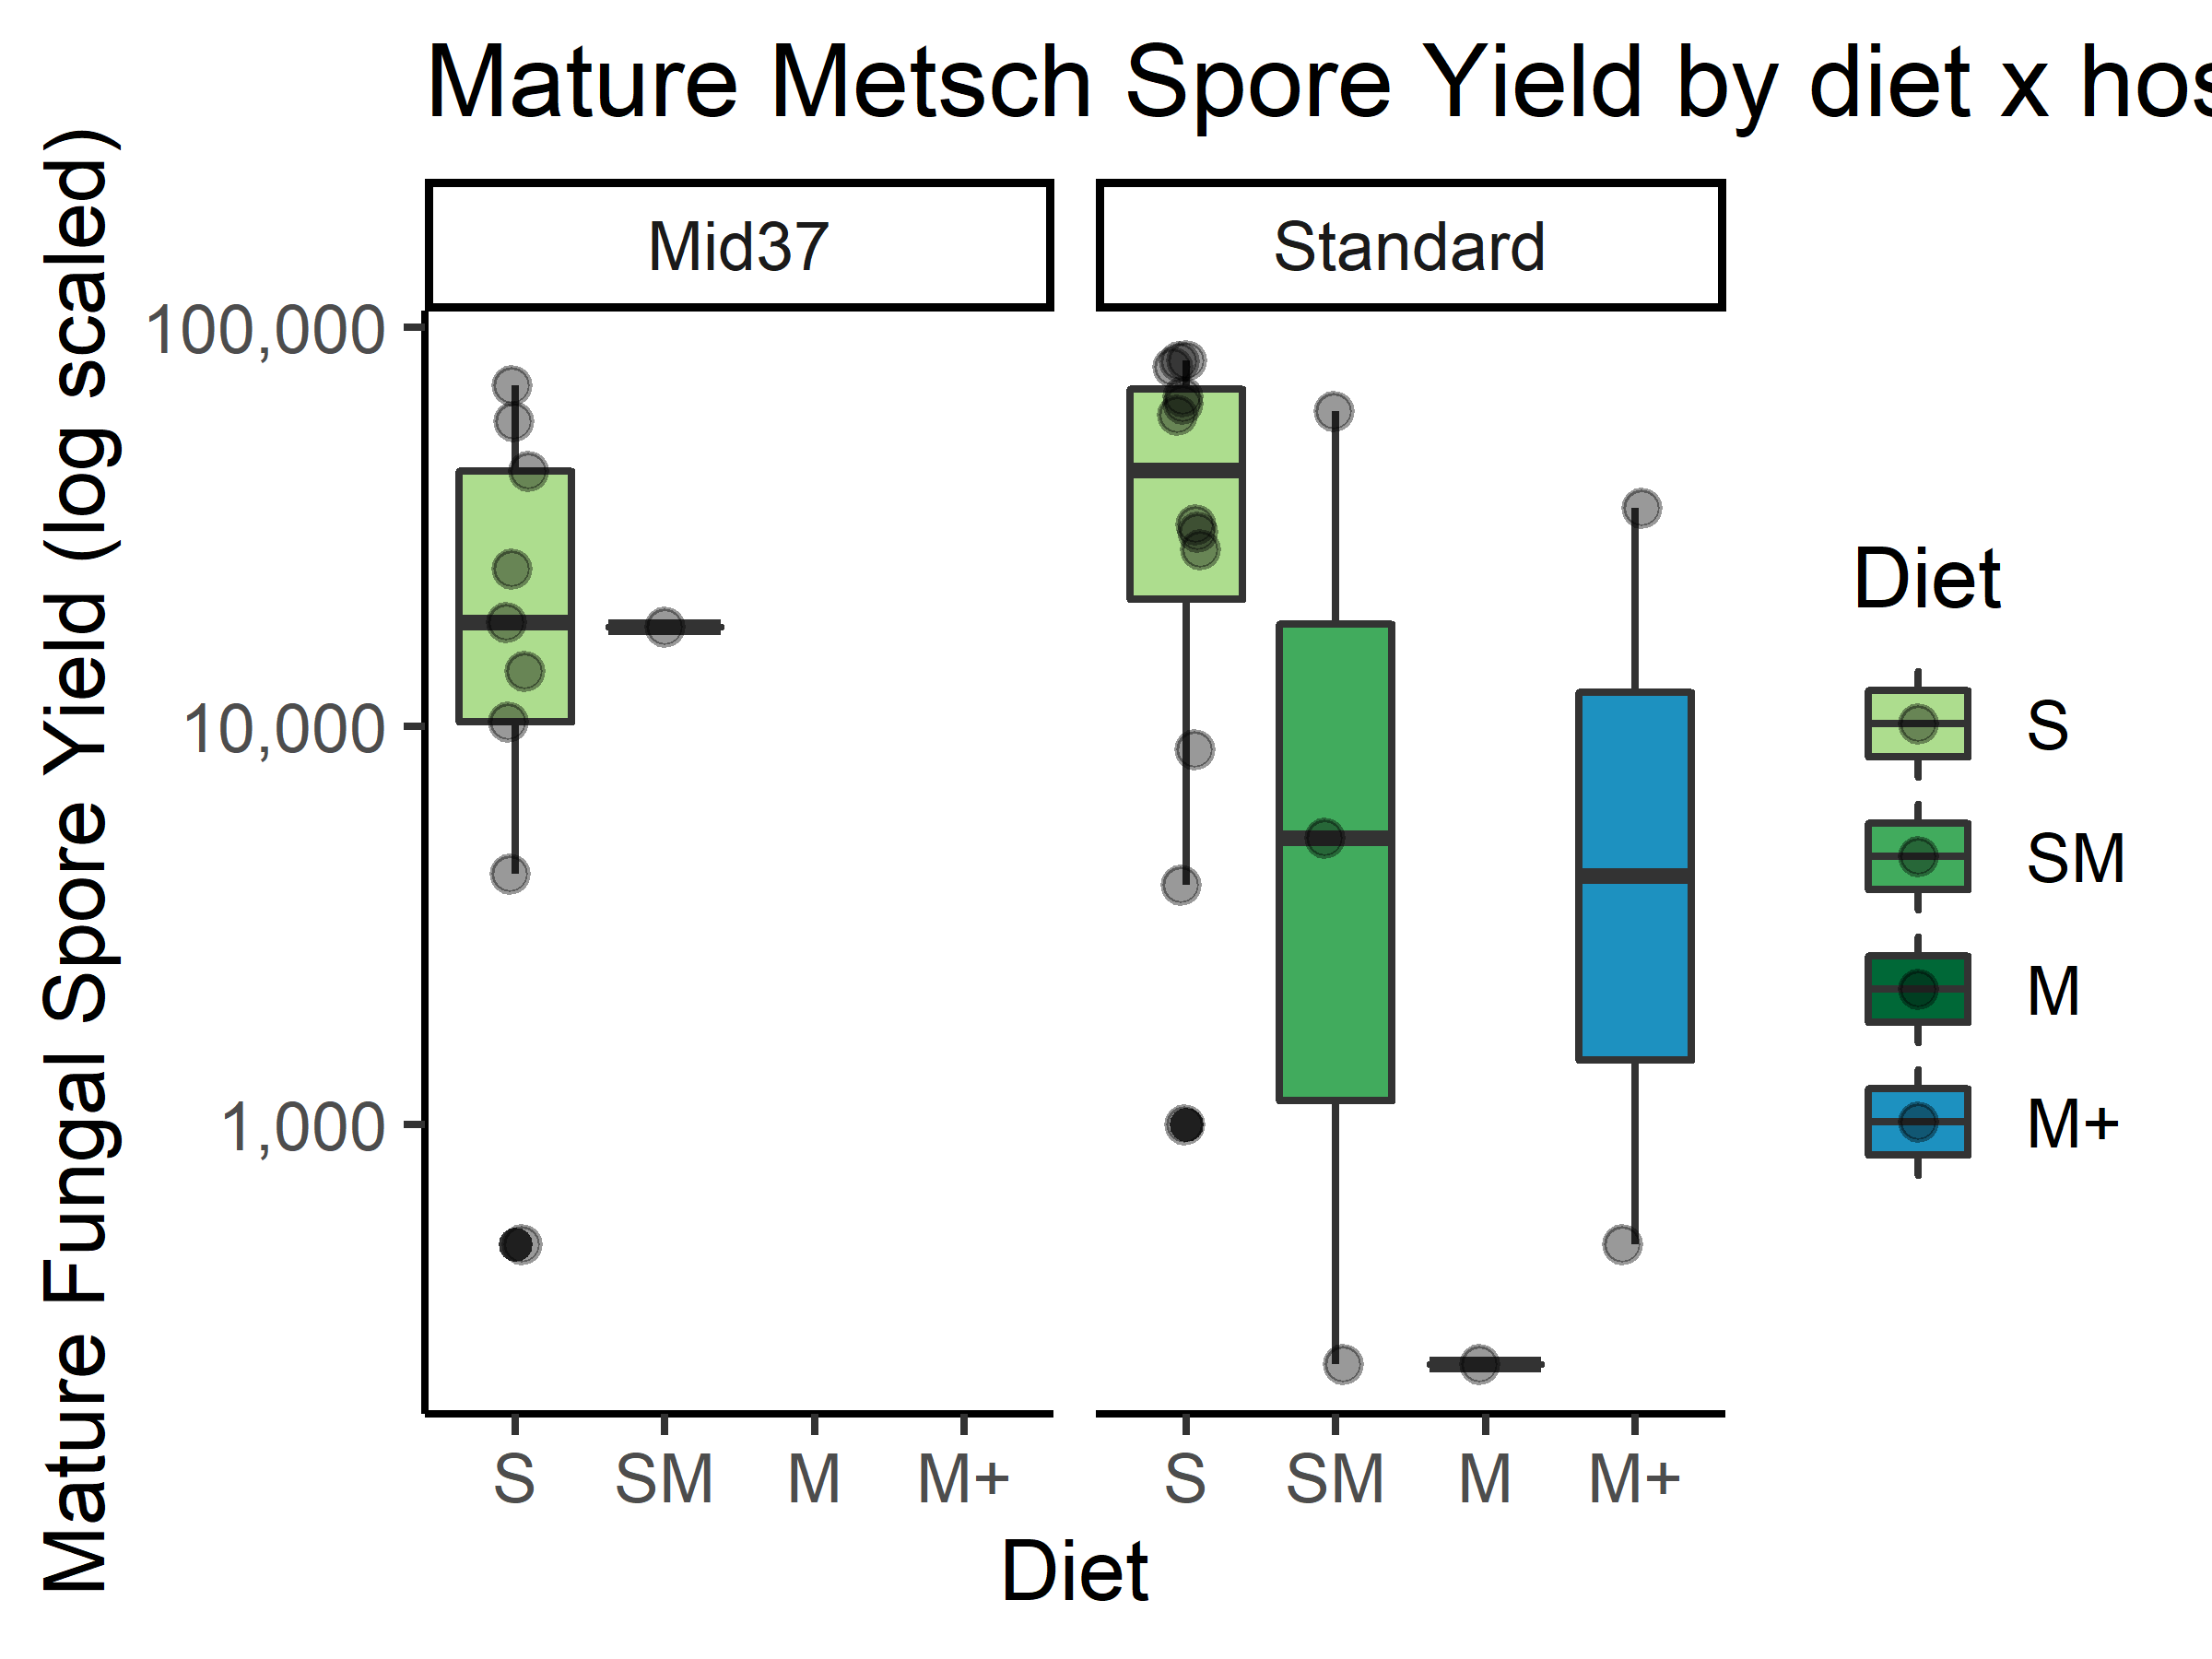 Mature Metsch Spore Yield by diet x hos
Mid37
Standard
Mature Fungal Spore Yield (log scaled)
100,000
10,000
1,000
S
SM
M
M+
S
SM
M
M+
Diet
Diet
S
SM
M
M+